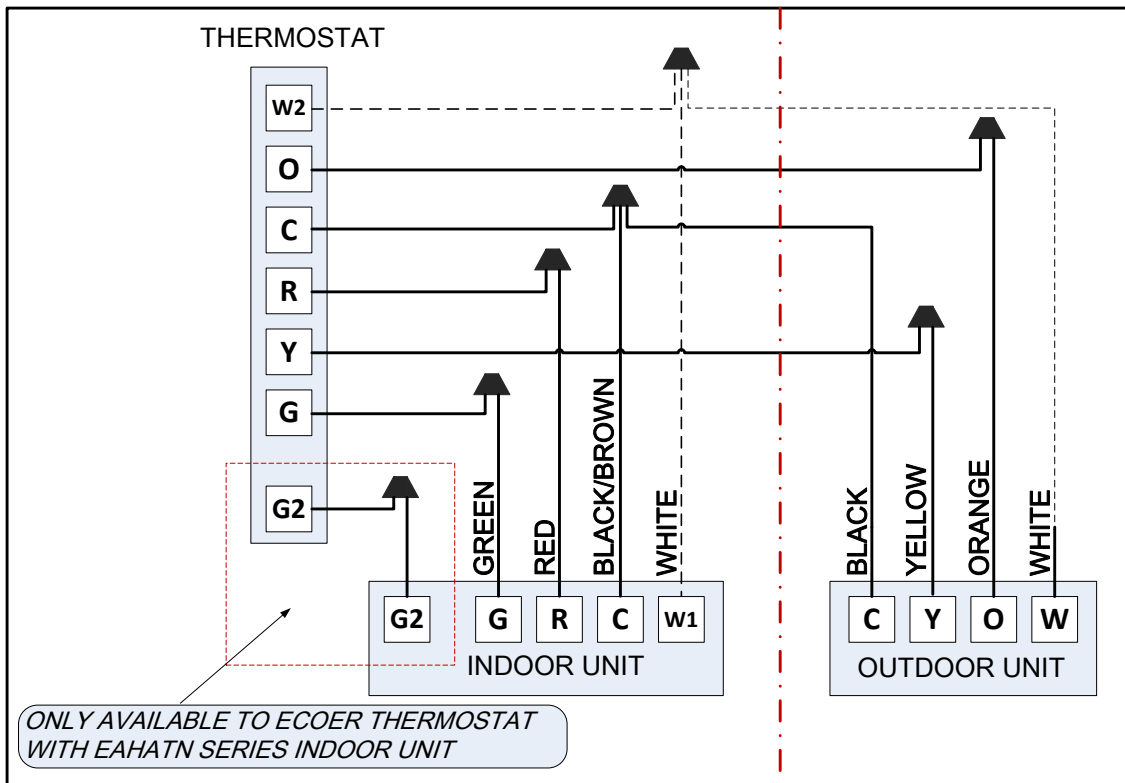 THERMOSTAT
W2
O
C
R
Y
G
G2
GREEN
RED
BLACK/BROWN
WHITE
BLACK
YELLOW
ORANGE
WHITE
G2 G R C W1
INDOOR UNIT
C Y O W
OUTDOOR UNIT
ONLY AVAILABLE TO ECOER THERMOSTAT
WITH EAHATN SERIES INDOOR UNIT